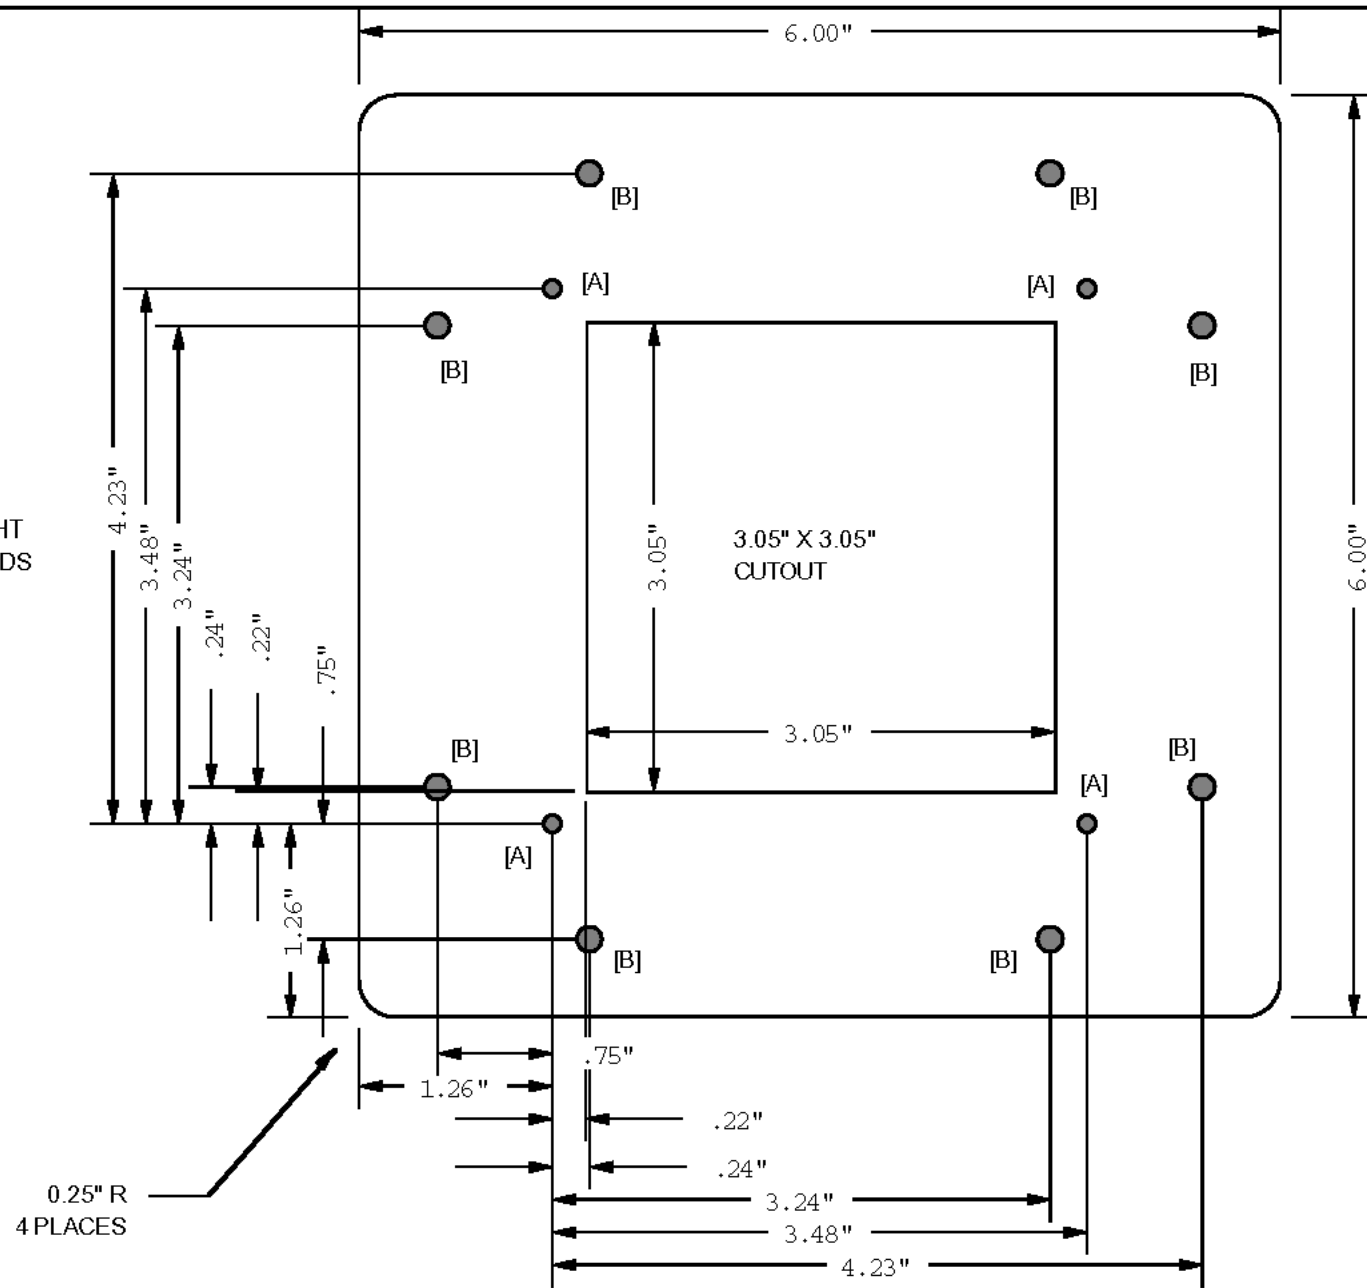 6.00"
[B]
[B]
[A]
[A]
[B]
[B]
4.23"
3.48"
3.24"
.24"
.22"
.75"
HT
DS
3.05"
3.05" X 3.05"
CUTOUT
6.00"
3.05"
[B]
[B]
[A]
[A]
1.26"
[B]
[B]
.75"
1.26"
.22"
.24"
0.25" R
4 PLACES
3.24"
3.48"
4.23"